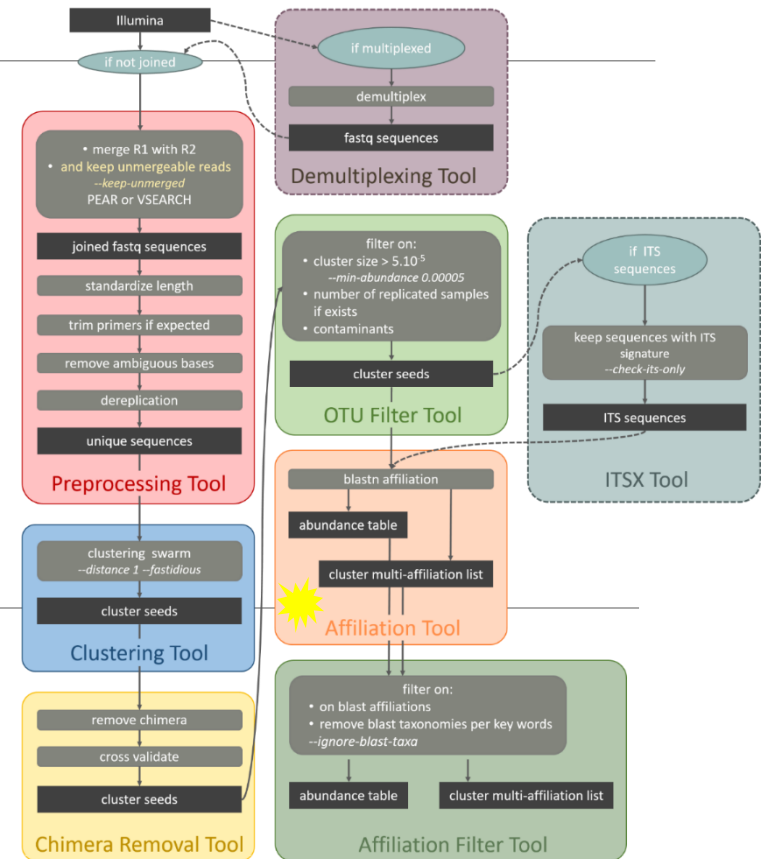 Illumina
if not joined
if multiplexed
demultiplex
fastq sequences
Demultiplexing Tool
• merge R1 with R2
• and keep unmergeable reads
--keep-unmerged
PEAR or VSEARCH
joined fastq sequences
standardize length
trim primers if expected
remove ambiguous bases
dereplication
unique sequences
Preprocessing Tool
clustering swarm
--distance 1 --fastidious
cluster seeds
Clustering Tool
remove chimera
cross validate
cluster seeds
Chimera Removal Tool
filter on:
• cluster size > 5.10⁻⁵
--min-abundance 0.00005
• number of replicated samples
if exists
• contaminants
cluster seeds
OTU Filter Tool
if ITS
sequences
keep sequences with ITS
signature
--check-its-only
ITS sequences
ITSX Tool
blastn affiliation
abundance table
cluster multi-affiliation list
Affiliation Tool
filter on:
• on blast affiliations
• remove blast taxonomies per key words
--ignore-blast-taxa
abundance table
cluster multi-affiliation list
Affiliation Filter Tool